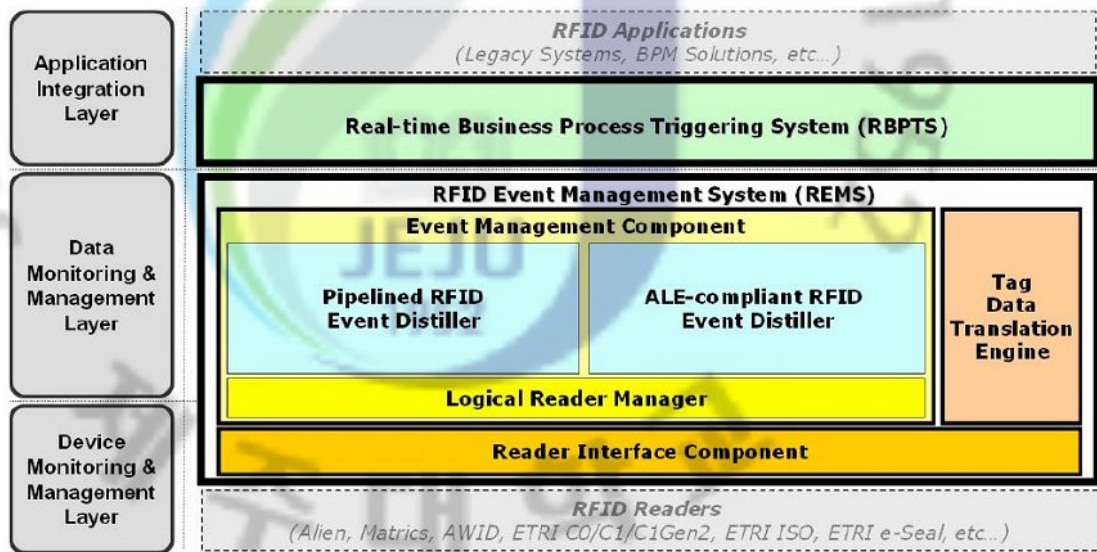 Application
Integration
Layer
RFID Applications
(Legacy Systems, BPM Solutions, etc...)
Real-time Business Process Triggering System (RBPTS)
Data
Monitoring &
Management
Layer
RFID Event Management System (REMS)
Event Management Component
Pipelined RFID
Event Distiller
ALE-compliant RFID
Event Distiller
Tag
Data
Translation
Engine
Logical Reader Manager
Device
Monitoring &
Management
Layer
Reader Interface Component
RFID Readers
(Alien, Matrics, AWID, ETRI C0/C1/C1Gen2, ETRI ISO, ETRI e-Seal, etc...)
JEJU
1952